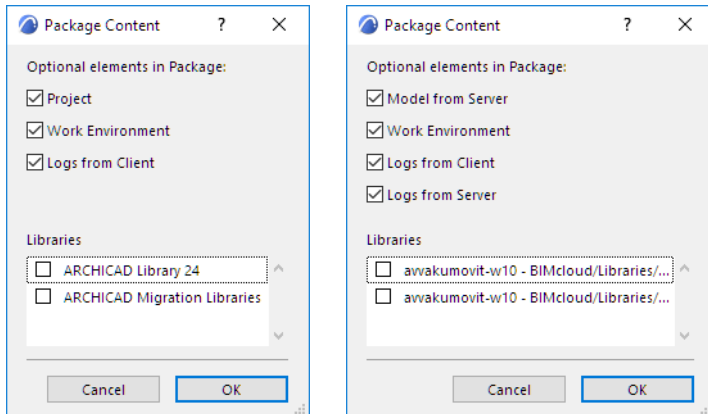 Package Content ?
Optional elements in Package:
Project
Work Environment
Logs from Client
Libraries
ARCHICAD Library 24
ARCHICAD Migration Libraries
Cancel
OK
Package Content ?
Optional elements in Package:
Model from Server
Work Environment
Logs from Client
Logs from Server
Libraries
avvakumovit-w10 - BIMcloud/Libraries/...
avvakumovit-w10 - BIMcloud/Libraries/...
Cancel
OK